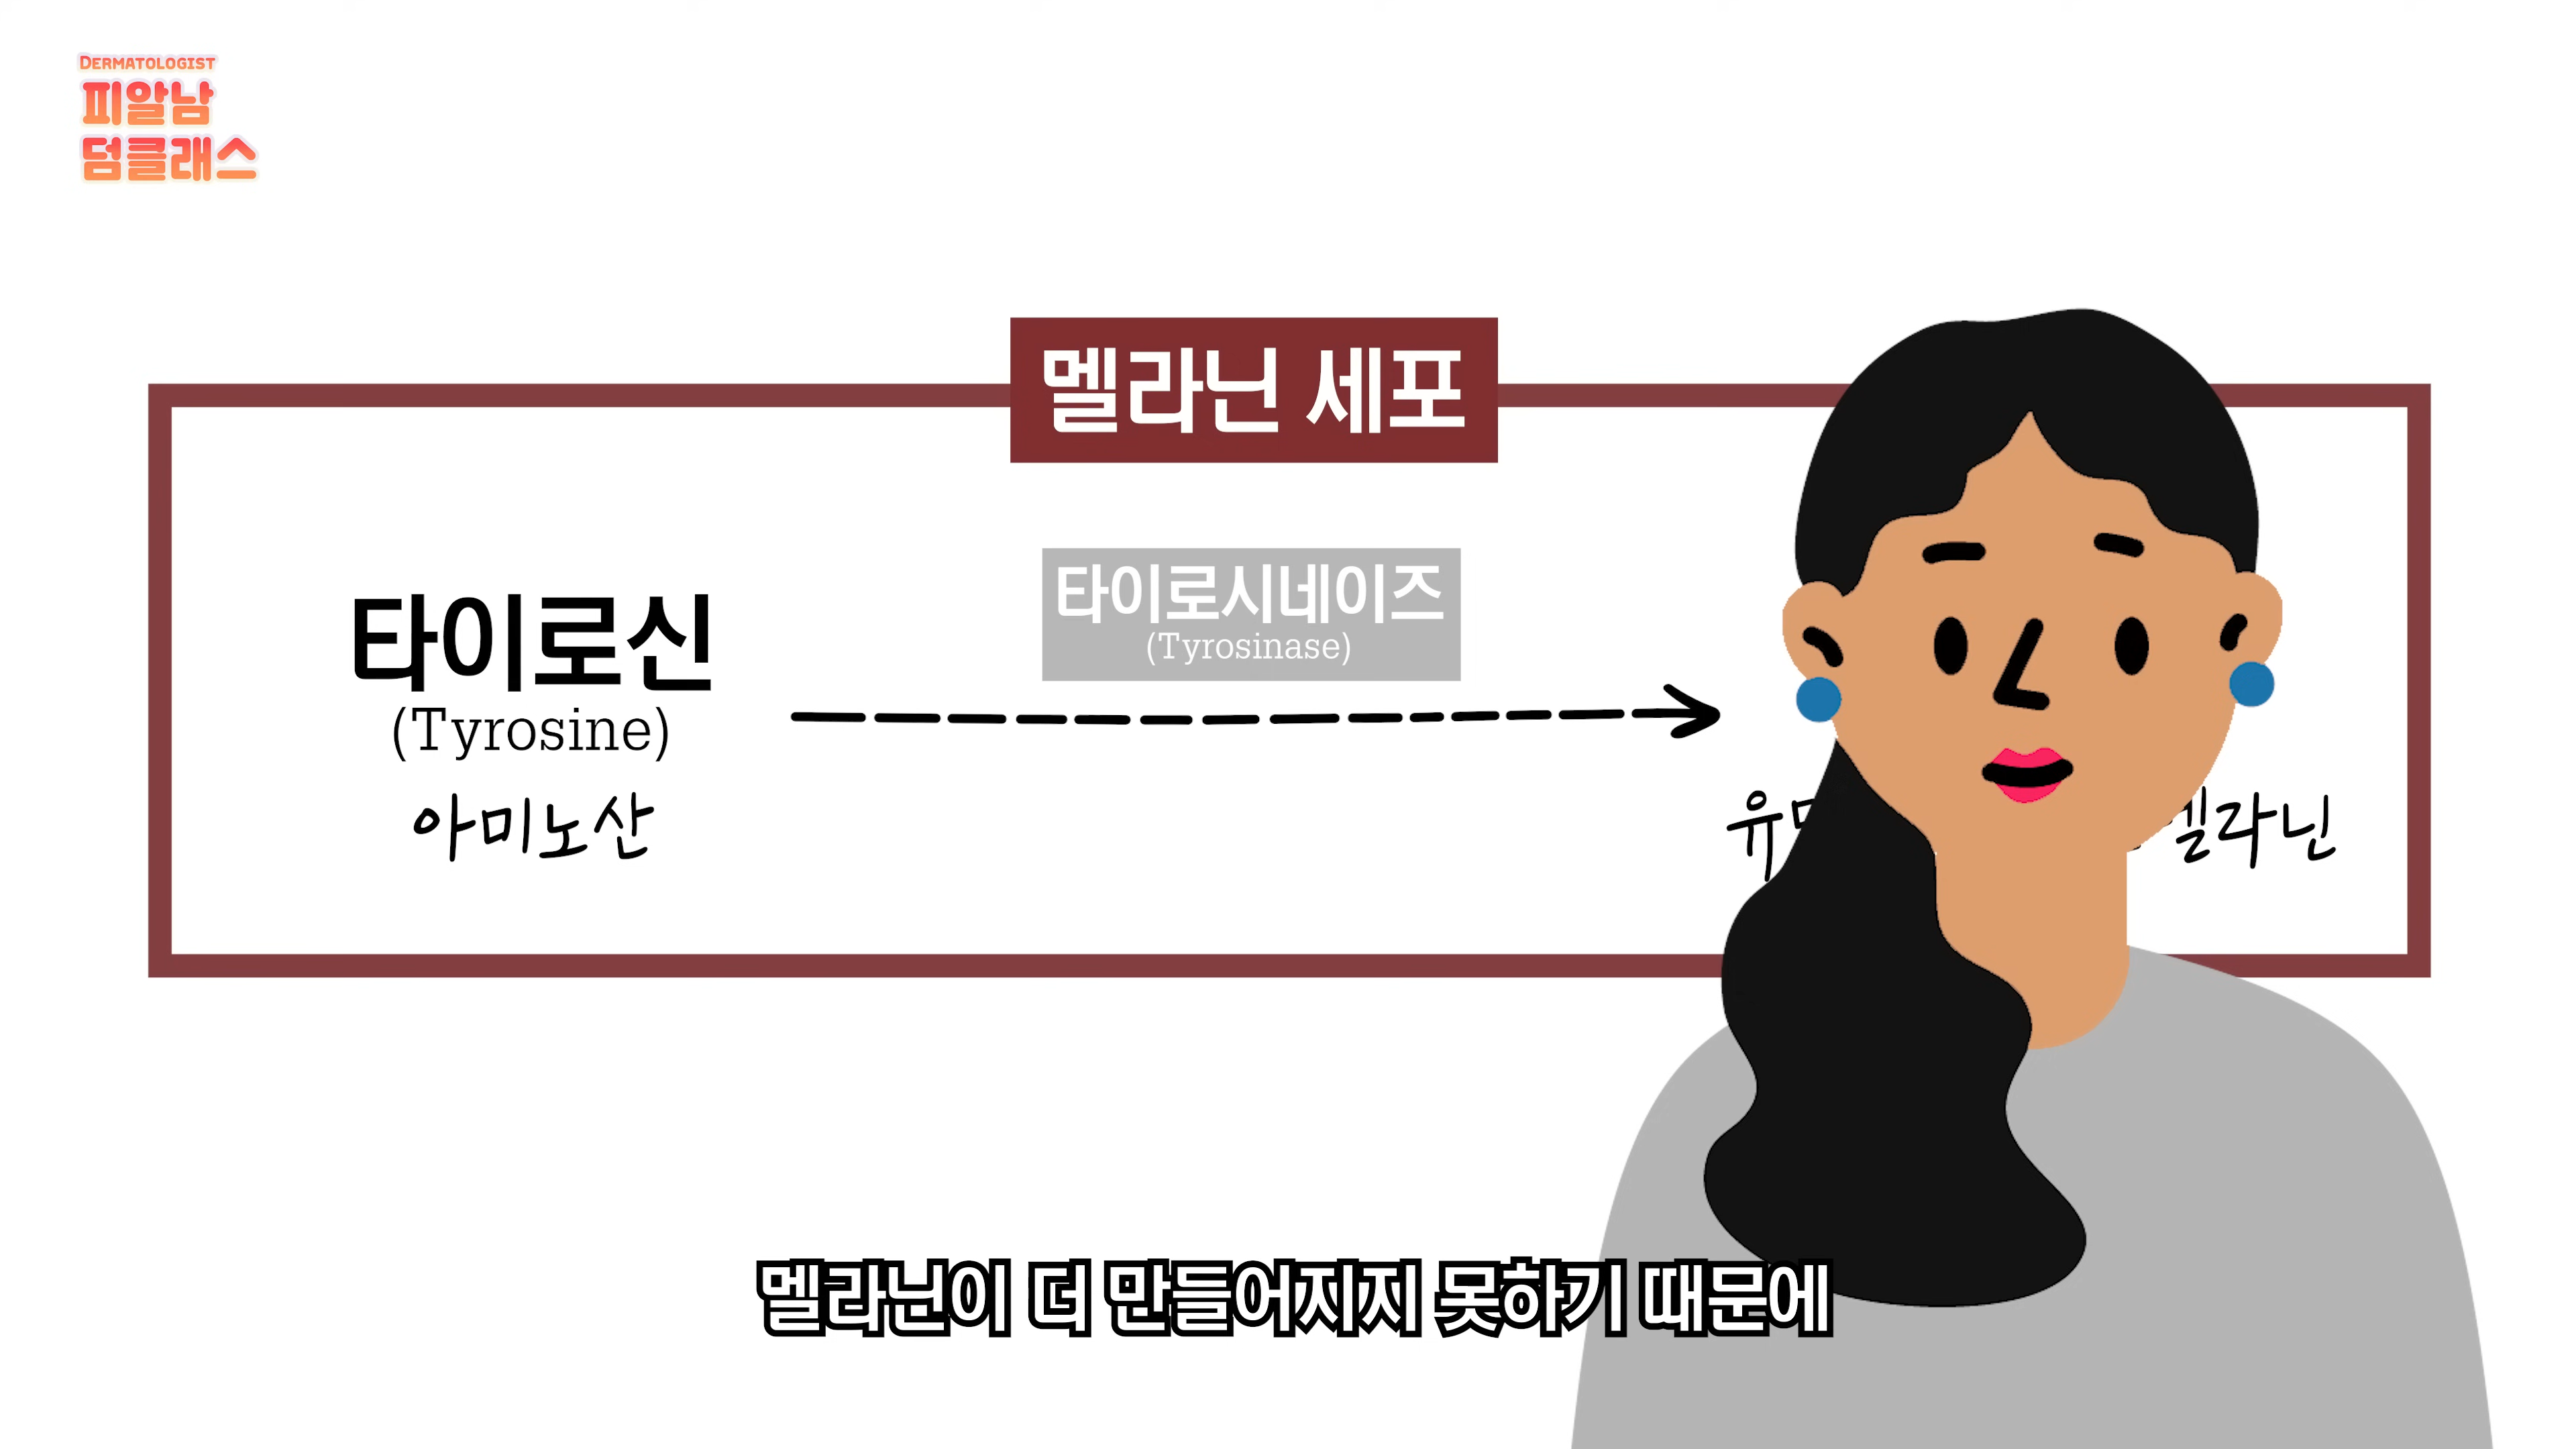 DERMATOLOGIST
피알남
덤클래스
멜라닌 세포
타이로시네이즈
(Tyrosinase)
타이로신
(Tyrosine)
아미노산
멜라닌이 더 만들어지지 못하기 때문에